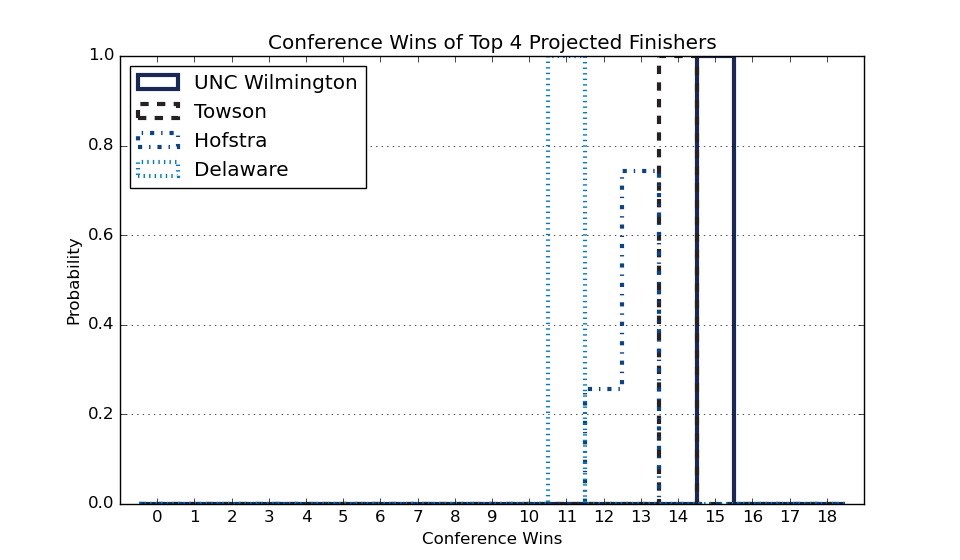 Conference Wins of Top 4 Projected Finishers
1.0
0.8
0.6
0.4
0.2
0.0
Probability
UNC Wilmington
Towson
Hofstra
Delaware
0 1 2 3 4 5 6 7 8 9 10 11 12 13 14 15 16 17 18
Conference Wins